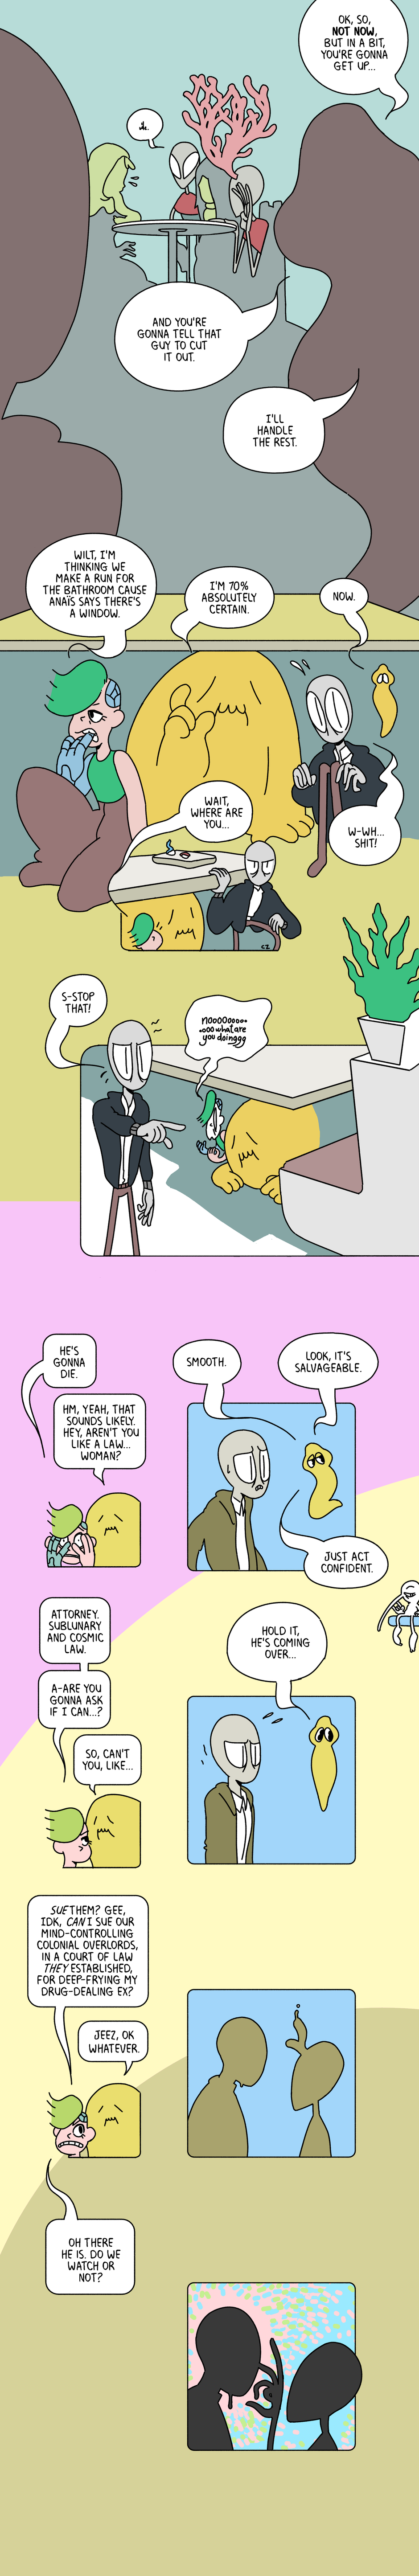 OK, SO,
NOT NOW,
BUT IN A BIT,
YOU'RE GONNA
GET UP...
AND YOU'RE
GONNA TELL THAT
GUY TO CUT
IT OUT.
I'LL
HANDLE
THE REST.
WILT, I'M
THINKING WE
MAKE A RUN FOR
THE BATHROOM CAUSE
ANAÏS SAYS THERE'S
A WINDOW.
I'M 70%
ABSOLUTELY
CERTAIN.
NOW.
W-WH...
SHIT!
WAIT,
WHERE ARE
YOU...
CZ
S-STOP
THAT!
noooooooo
ooo what are
you doinggg
HE'S
GONNA
DIE.
HM, YEAH, THAT
SOUNDS LIKELY.
HEY, AREN'T YOU
LIKE A LAW...
WOMAN?
SMOOTH.
LOOK, IT'S
SALVAGEABLE.
JUST ACT
CONFIDENT.
ATTORNEY.
SUBLUNARY
AND COSMIC
LAW.
A-ARE YOU
GONNA ASK
IF I CAN...?
SO, CAN'T
YOU, LIKE...
HOLD IT,
HE'S COMING
OVER...
SUE THEM? GEE,
IDK, CAN I SUE OUR
MIND-CONTROLLING
COLONIAL OVERLORDS,
IN A COURT OF LAW
THEY ESTABLISHED,
FOR DEEP-FRYING MY
DRUG-DEALING EX?
JEEZ, OK
WHATEVER.
OH THERE
HE IS. DO WE
WATCH OR
NOT?